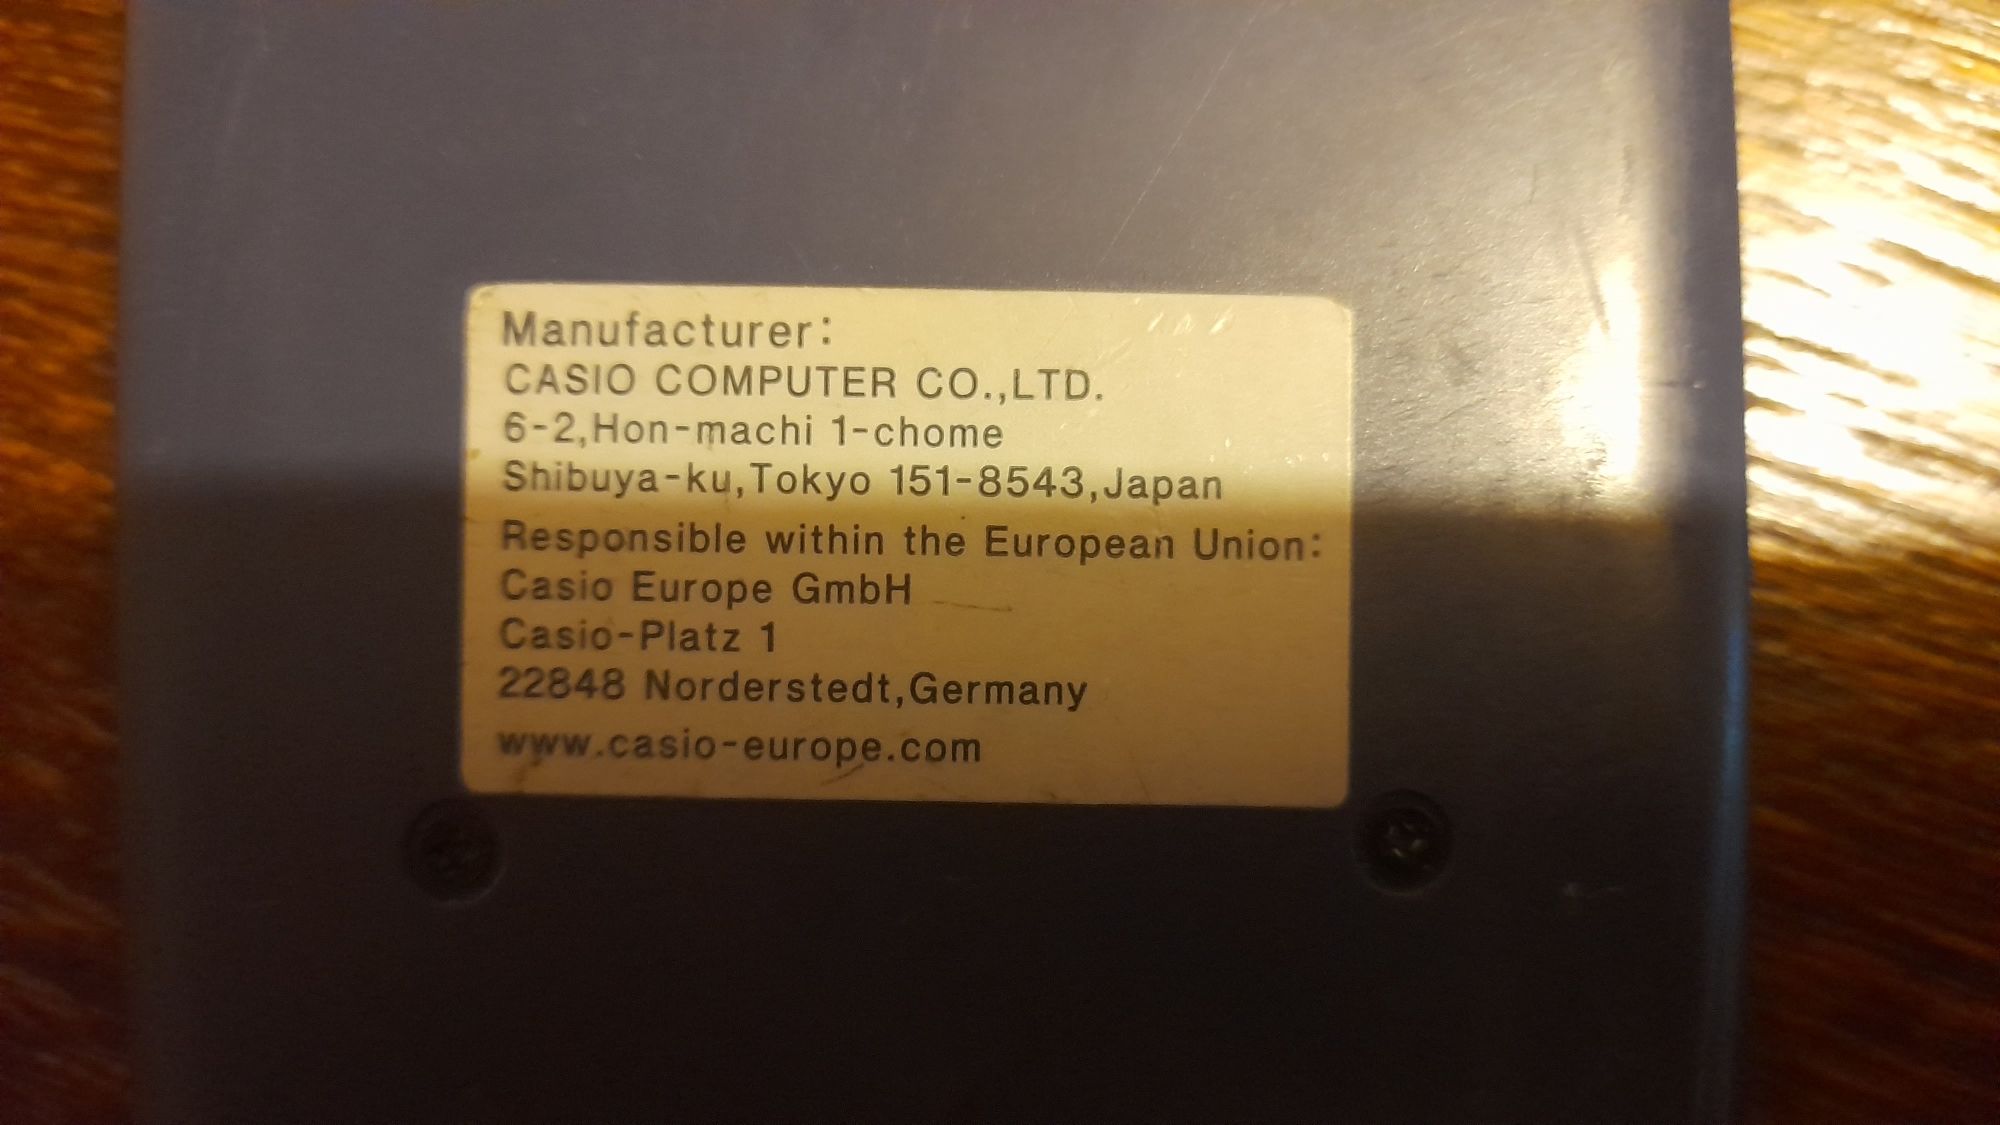 Manufacturer:
CASIO COMPUTER CO.,LTD.
6-2,Hon-machi 1-chome
Shibuya-ku,Tokyo 151-8543,Japan
Responsible within the European Union:
Casio Europe GmbH
Casio-Platz 1
22848 Norderstedt,Germany
www.casio-europe.com